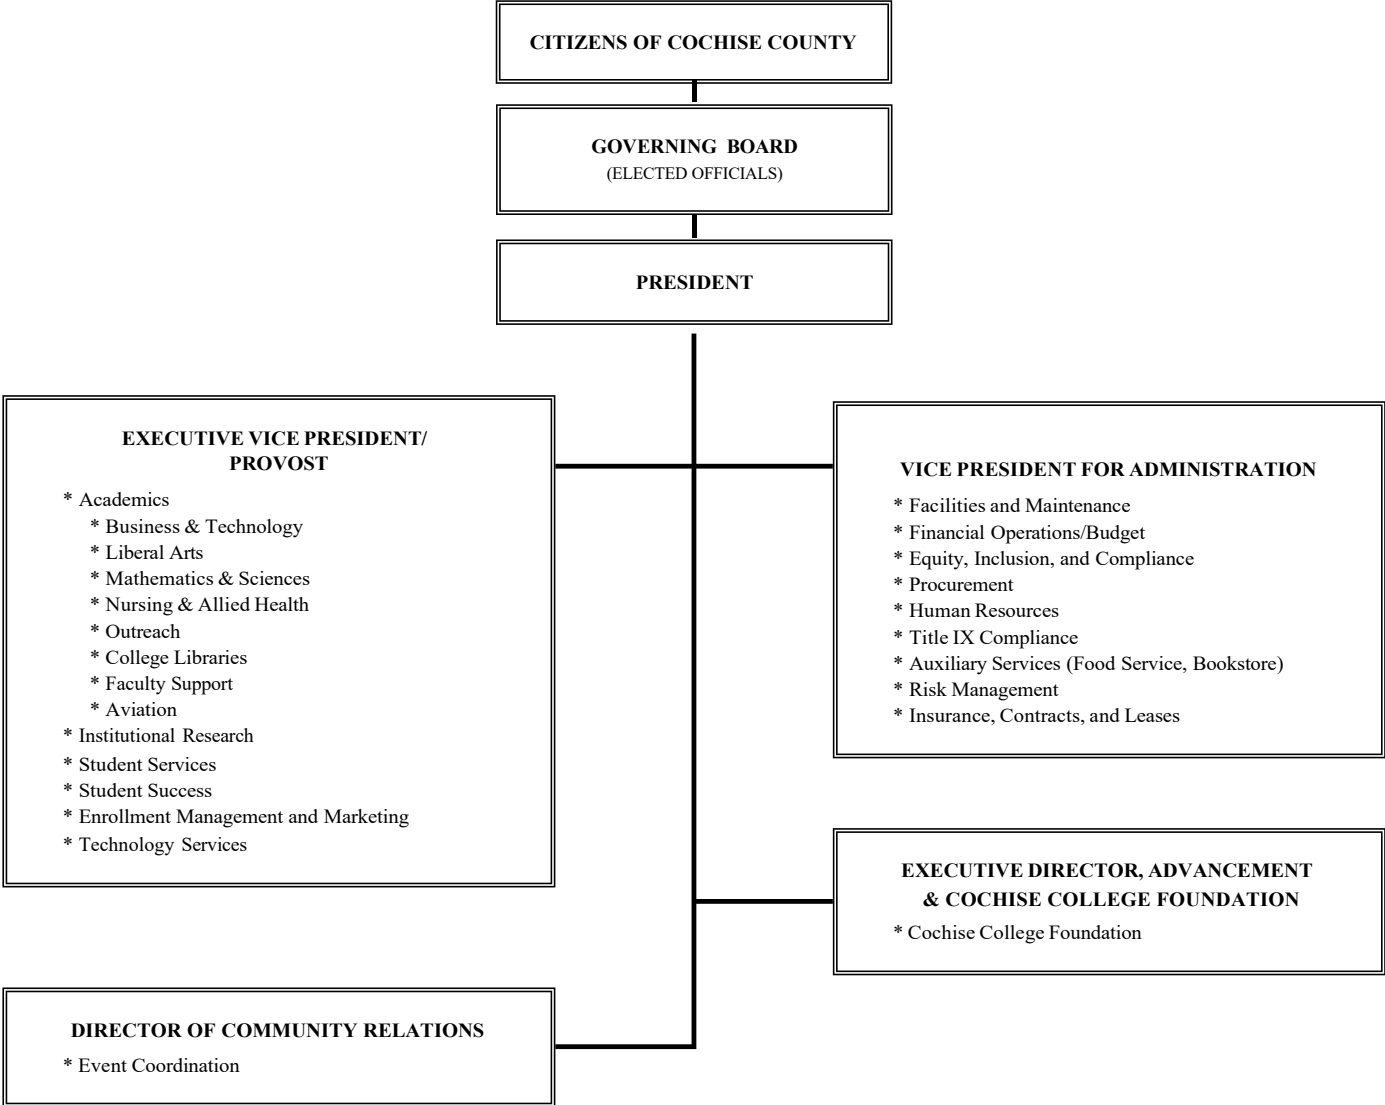 CITIZENS OF COCHISE COUNTY
GOVERNING BOARD
(ELECTED OFFICIALS)
PRESIDENT
EXECUTIVE VICE PRESIDENT/
PROVOST
* Academics
* Business & Technology
* Liberal Arts
* Mathematics & Sciences
* Nursing & Allied Health
* Outreach
* College Libraries
* Faculty Support
* Aviation
* Institutional Research
* Student Services
* Student Success
* Enrollment Management and Marketing
* Technology Services
VICE PRESIDENT FOR ADMINISTRATION
* Facilities and Maintenance
* Financial Operations/Budget
* Equity, Inclusion, and Compliance
* Procurement
* Human Resources
* Title IX Compliance
* Auxiliary Services (Food Service, Bookstore)
* Risk Management
* Insurance, Contracts, and Leases
EXECUTIVE DIRECTOR, ADVANCEMENT
& COCHISE COLLEGE FOUNDATION
* Cochise College Foundation
DIRECTOR OF COMMUNITY RELATIONS
* Event Coordination